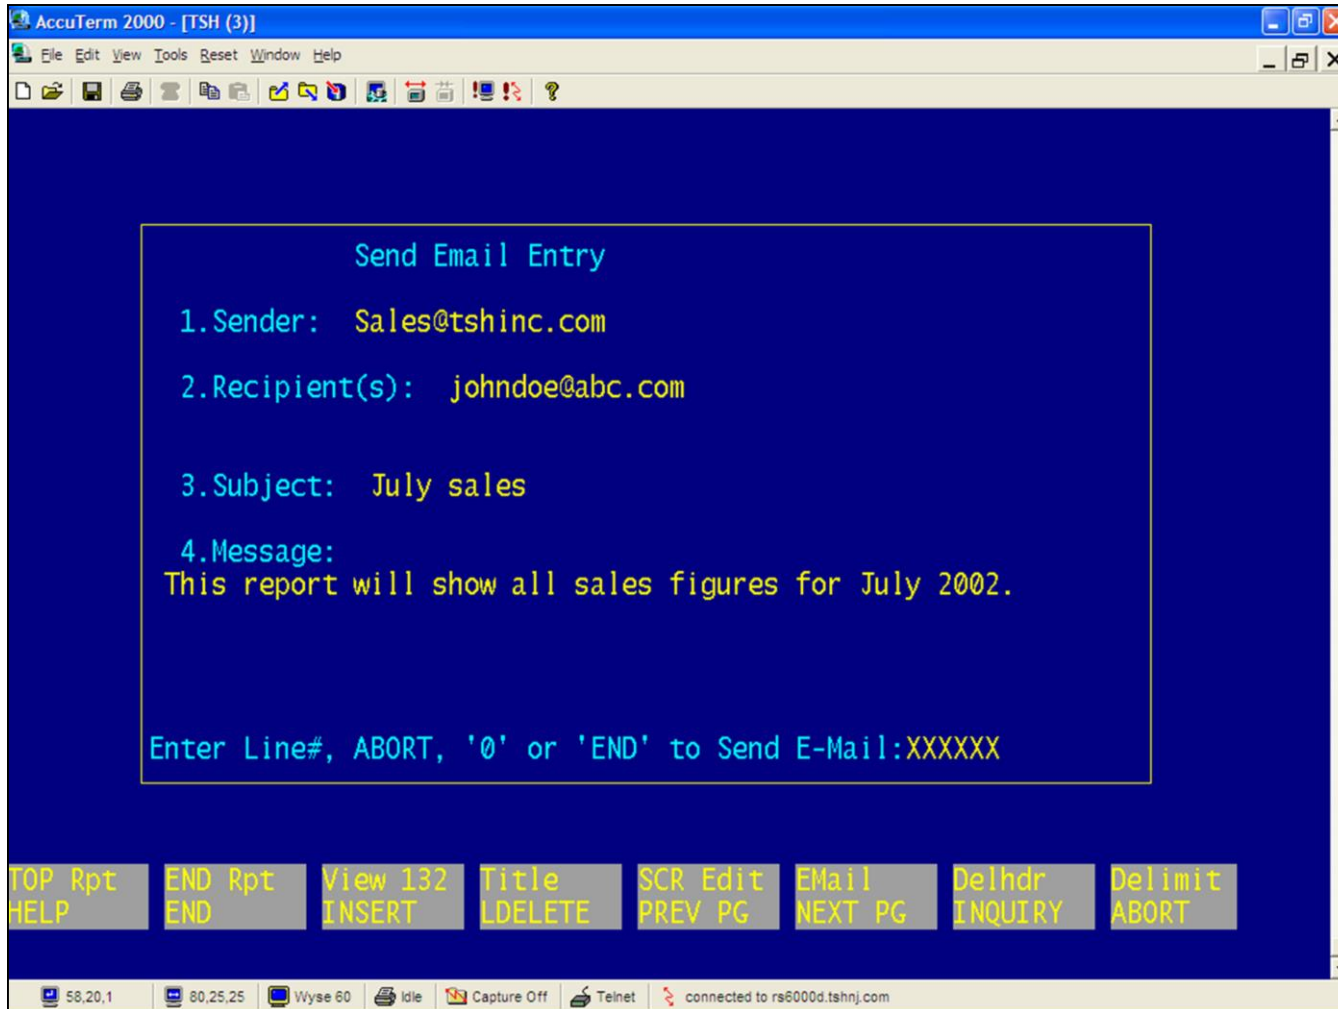 AccuTerm 2000 - [TSH (3)]
File Edit View Tools Reset Window Help
Send Email Entry
1.Sender: Sales@tshinc.com
2.Recipient(s): johndoe@abc.com
3.Subject: July sales
4.Message:
This report will show all sales figures for July 2002.
Enter Line#, ABORT, '0' or 'END' to Send E-Mail:XXXXXX
TOP Rpt END Rpt View 132 Title SCR Edit EMail Delhdr Delimit
HELP END INSERT LDELETE PREV PG NEXT PG INQUIRY ABORT
58,20,1 80,25,25 Wyse 60 Idle Capture Off Telnet connected to rs6000d.tshnj.com